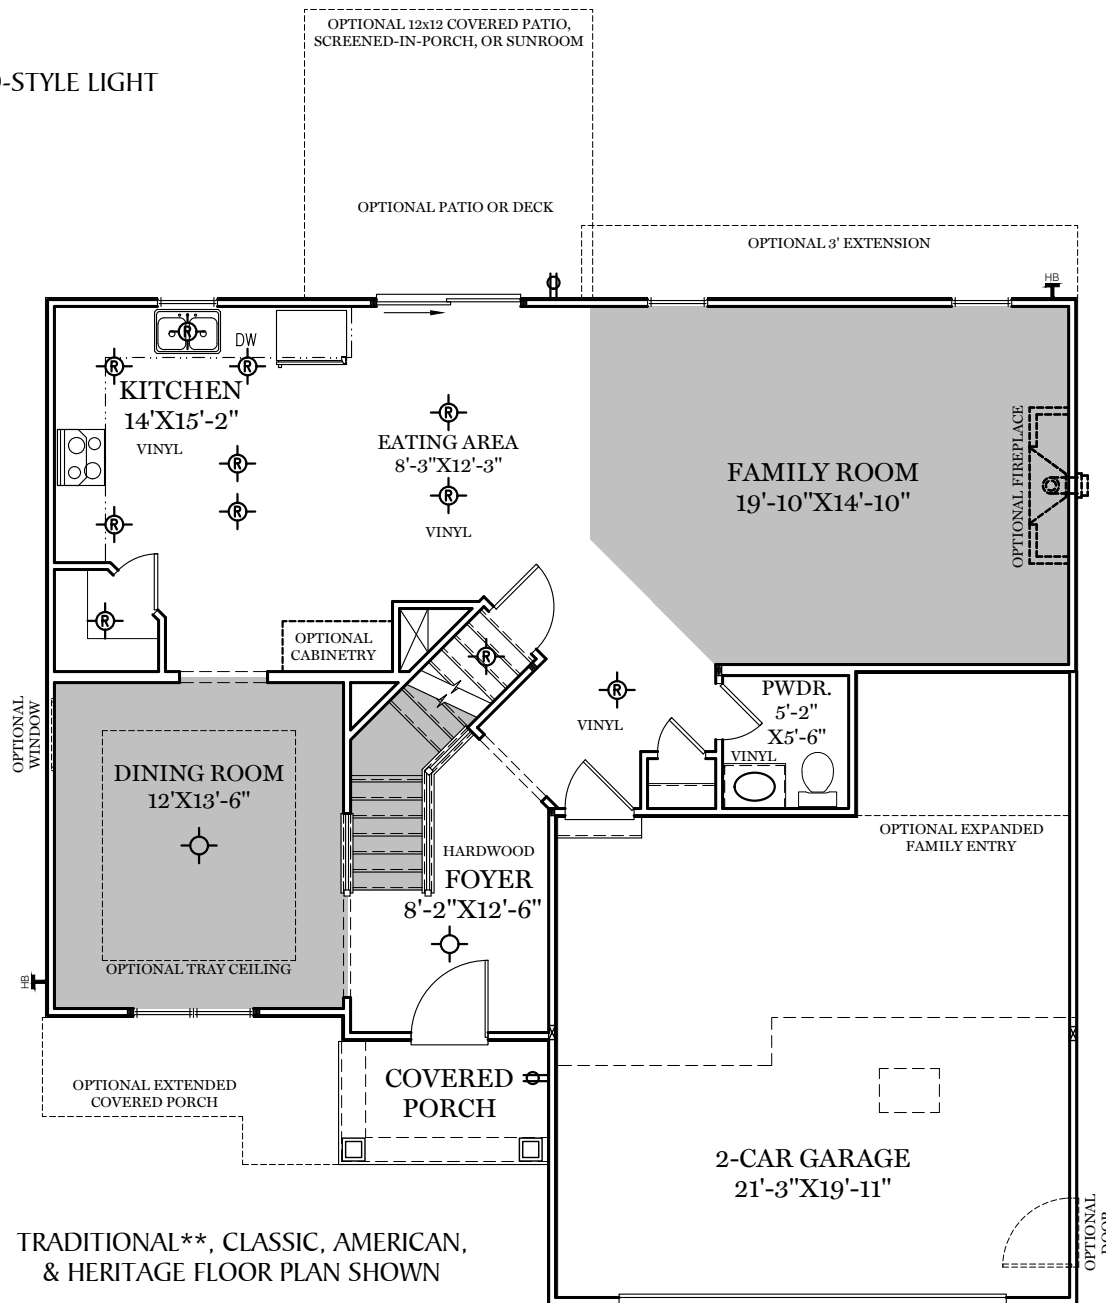 OPTIONAL 12x12 COVERED PATIO,
SCREENED-IN-PORCH, OR SUNROOM
-STYLE LIGHT
OPTIONAL PATIO OR DECK
OPTIONAL 3' EXTENSION
HB
R
DW
R
R
KITCHEN
14'X15'-2"
VINYL
R
EATING AREA
8'-3"X12'-3"
R
R
VINYL
R
R
FAMILY ROOM
19'-10"X14'-10"
OPTIONAL FIREPLACE
R
OPTIONAL
CABINETRY
R
R
VINYL
PWDR.
5'-2"
X5'-6"
VINYL
OPTIONAL
WINDOW
DINING ROOM
12'X13'-6"
OPTIONAL TRAY CEILING
HARDWOOD
FOYER
8'-2"X12'-6"
OPTIONAL EXPANDED
FAMILY ENTRY
HB
OPTIONAL EXTENDED
COVERED PORCH
COVERED
PORCH
2-CAR GARAGE
21'-3"X19'-11"
OPTIONAL
DOOR
TRADITIONAL**, CLASSIC, AMERICAN,
& HERITAGE FLOOR PLAN SHOWN